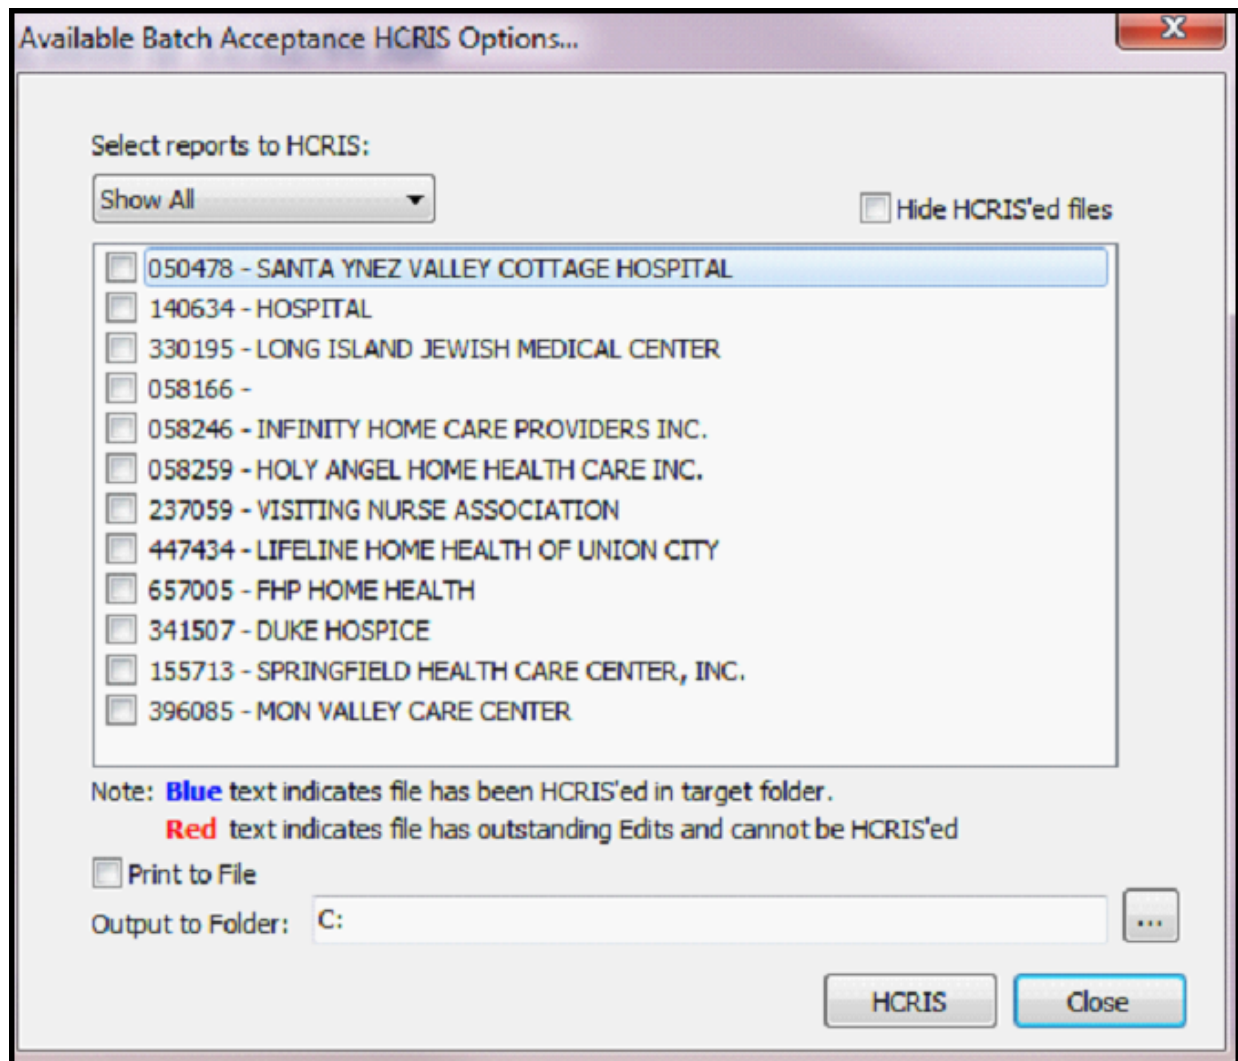 Available Batch Acceptance HCRIS Options...
X
Select reports to HCRIS:
Show All
Hide HCRIS'ed files
050478 - SANTA YNEZ VALLEY COTTAGE HOSPITAL
140634 - HOSPITAL
330195 - LONG ISLAND JEWISH MEDICAL CENTER
058166 -
058246 - INFINITY HOME CARE PROVIDERS INC.
058259 - HOLY ANGEL HOME HEALTH CARE INC.
237059 - VISITING NURSE ASSOCIATION
447434 - LIFELINE HOME HEALTH OF UNION CITY
657005 - FHP HOME HEALTH
341507 - DUKE HOSPICE
155713 - SPRINGFIELD HEALTH CARE CENTER, INC.
396085 - MON VALLEY CARE CENTER
Note: Blue text indicates file has been HCRIS'ed in target folder.
Red text indicates file has outstanding Edits and cannot be HCRIS'ed
Print to File
Output to Folder: C: ...
HCRIS Close